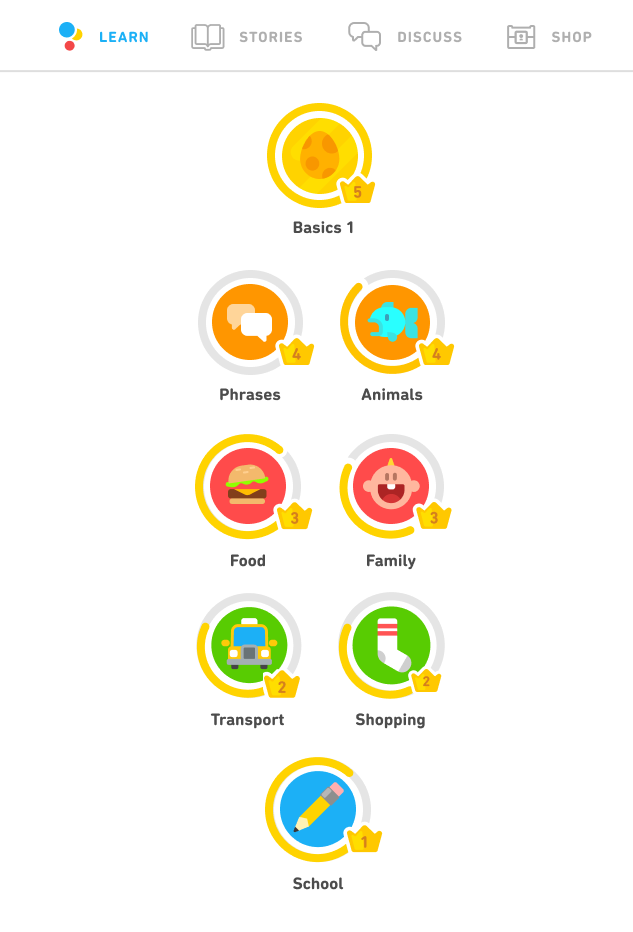 LEARN STORIES DISCUSS SHOP
5
Basics 1
4 4
Phrases Animals
3 3
Food Family
2 2
Transport Shopping
1
School